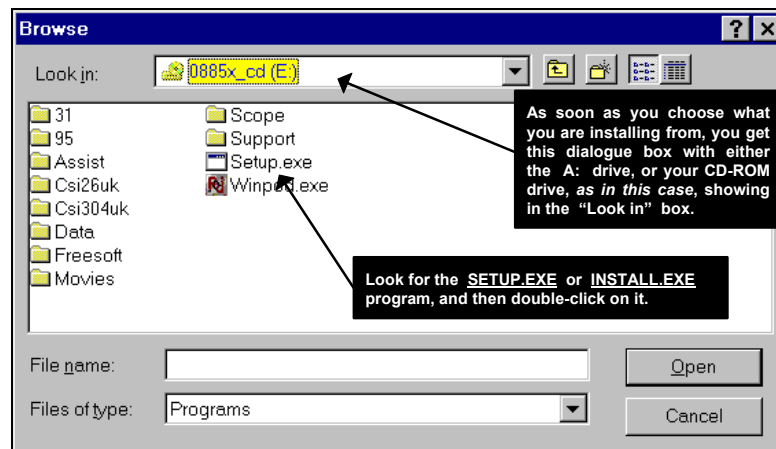 Browse
Look in:
0885x_cd (E:)
31
95
Assist
Csi26uk
Csi304uk
Data
Freesoft
Movies
Scope
Support
Setup.exe
As soon as you choose what
you are installing from, you get
this dialogue box with either
the A: drive, or your CD-ROM
drive, as in this case, showing
in the "Look in" box.
Look for the SETUP.EXE or INSTALL.EXE
program, and then double-click on it.
File name:
Open
Files of type:
Programs
Cancel